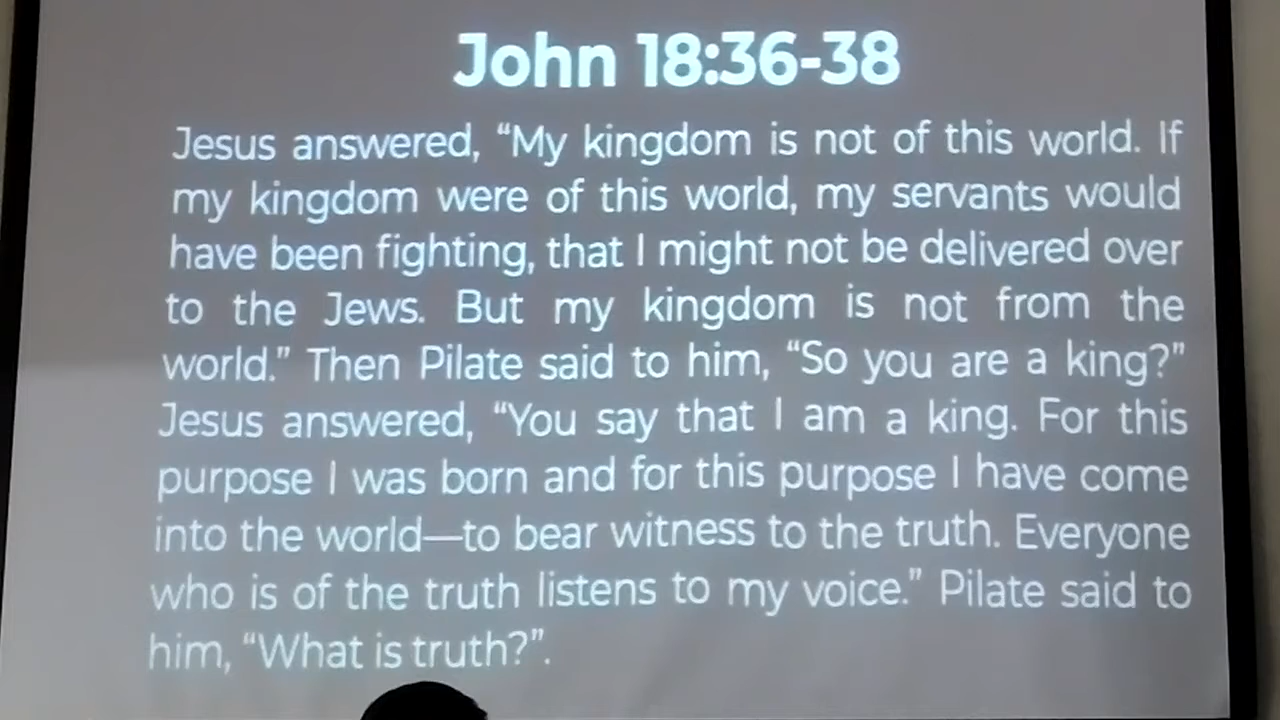 John 18:36-38
Jesus answered, “My kingdom is not of this world. If
my kingdom were of this world, my servants would
have been fighting, that I might not be delivered over
to the Jews. But my kingdom is not from the
world.” Then Pilate said to him, “So you are a king?”
Jesus answered, “You say that I am a king. For this
purpose I was born and for this purpose I have come
into the world—to bear witness to the truth. Everyone
who is of the truth listens to my voice.” Pilate said to
him, “What is truth?”.